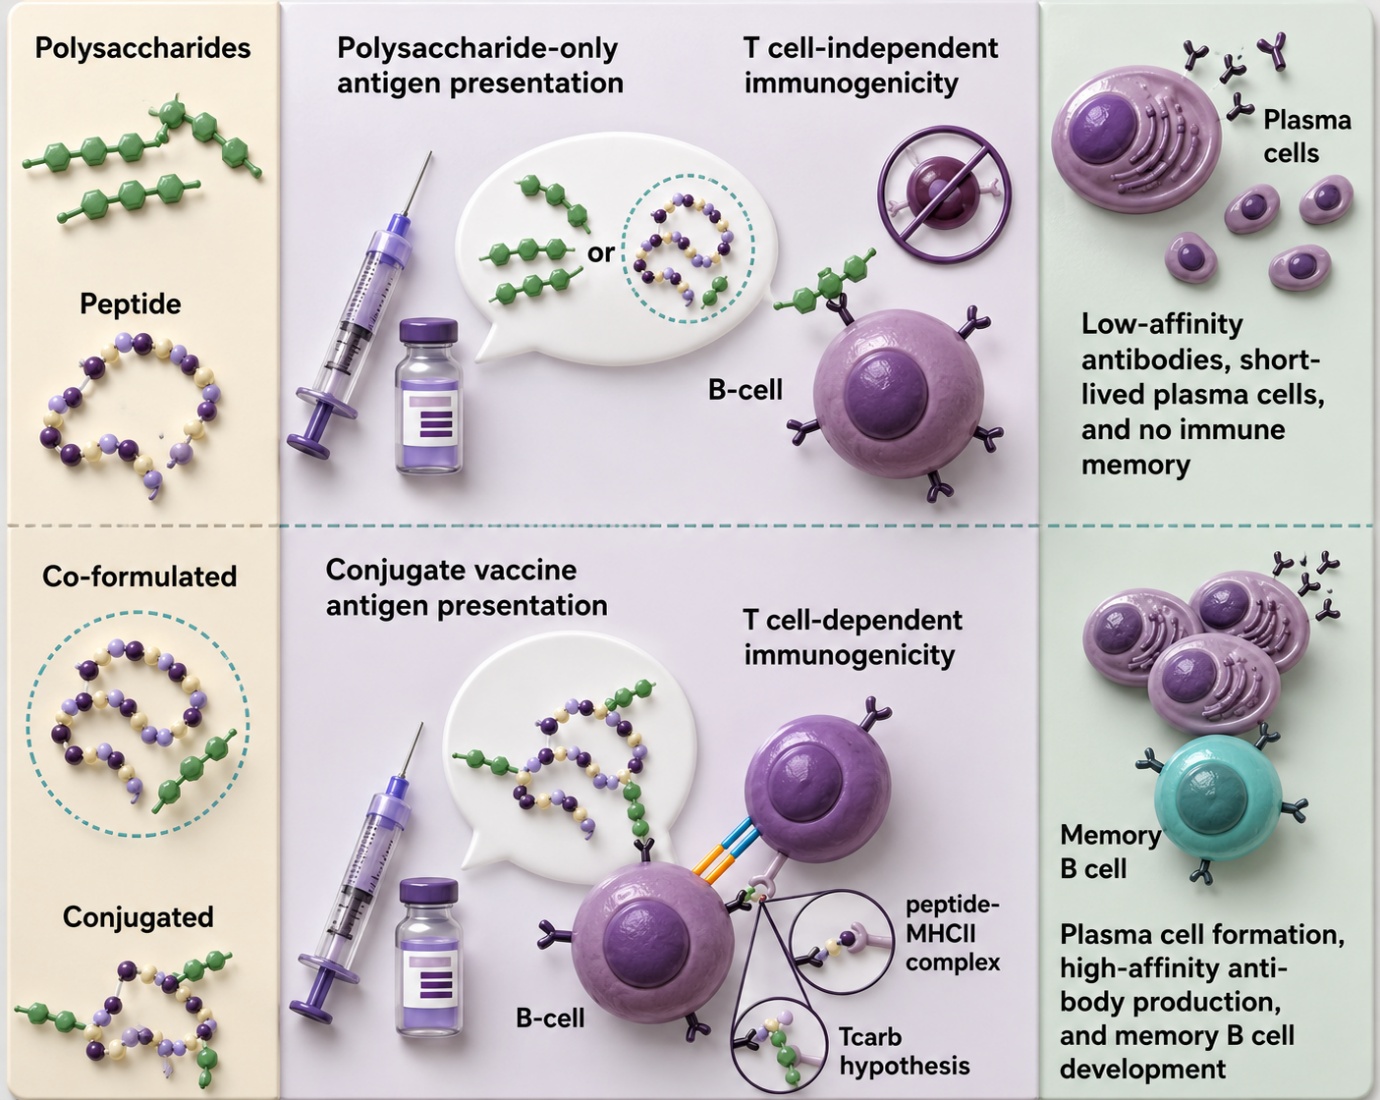 Polysaccharides
Peptide
Polysaccharide-only
antigen presentation
or
T cell-independent
immunogenicity
B-cell
Plasma
cells
Low-affinity
antibodies, short-
lived plasma cells,
and no immune
memory
Co-formulated
Conjugated
Conjugate vaccine
antigen presentation
T cell-dependent
immunogenicity
B-cell
peptide-
MHCII
complex
Tcarb
hypothesis
Memory
B cell
Plasma cell formation,
high-affinity anti-
body production,
and memory B cell
development